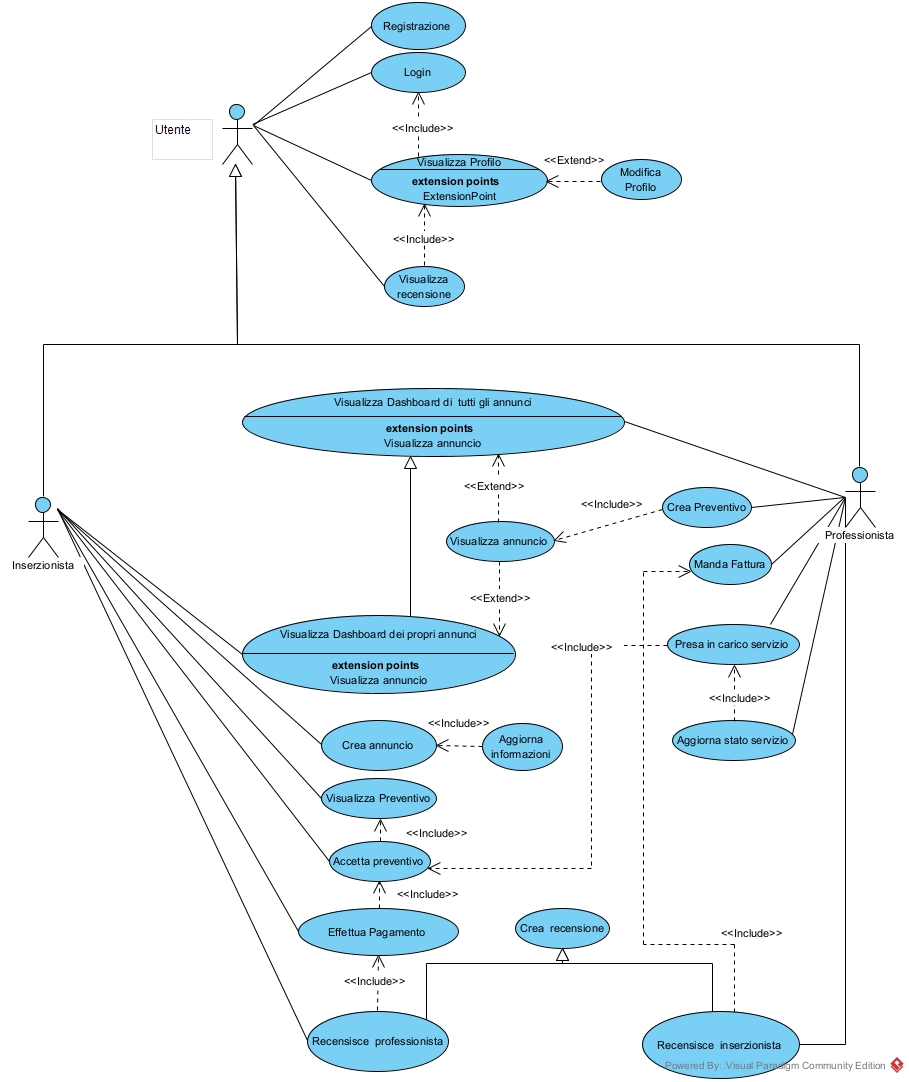 Registrazione
Login
Utente
<<Include>>
Visualizza Profilo
extension points
ExtensionPoint
<<Extend>>
Modifica
Profilo
<<Include>>
Visualizza
recensione
Visualizza Dashboard di tutti gli annunci
extension points
Visualizza annuncio
<<Extend>>
<<Include>>
Crea Preventivo
Inserzionista
Professionista
Visualizza annuncio
Manda Fattura
<<Extend>>
Visualizza Dashboard dei propri annunci
extension points
Visualizza annuncio
<<Include>>
Presa in carico servizio
<<Include>>
Aggiorna stato servizio
Crea annuncio
<<Include>>
Aggiorna
informazioni
Visualizza Preventivo
<<Include>>
Accetta preventivo
<<Include>>
Effettua Pagamento
Crea recensione
<<Include>>
<<Include>>
Recensisce professionista
Recensisce inserzionista
Powered By Visual Paradigm Community Edition